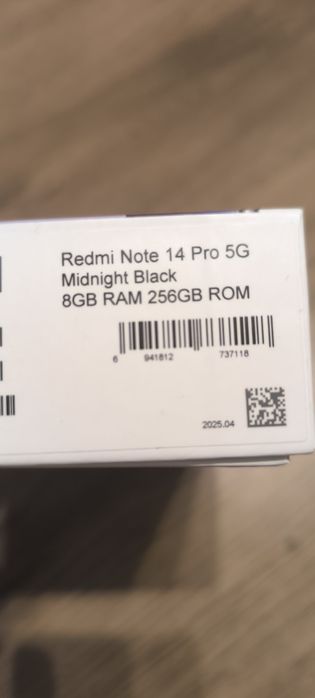 Redmi Note 14 Pro 5G
Midnight Black
8GB RAM 256GB ROM
6 941812 737118
2025.04